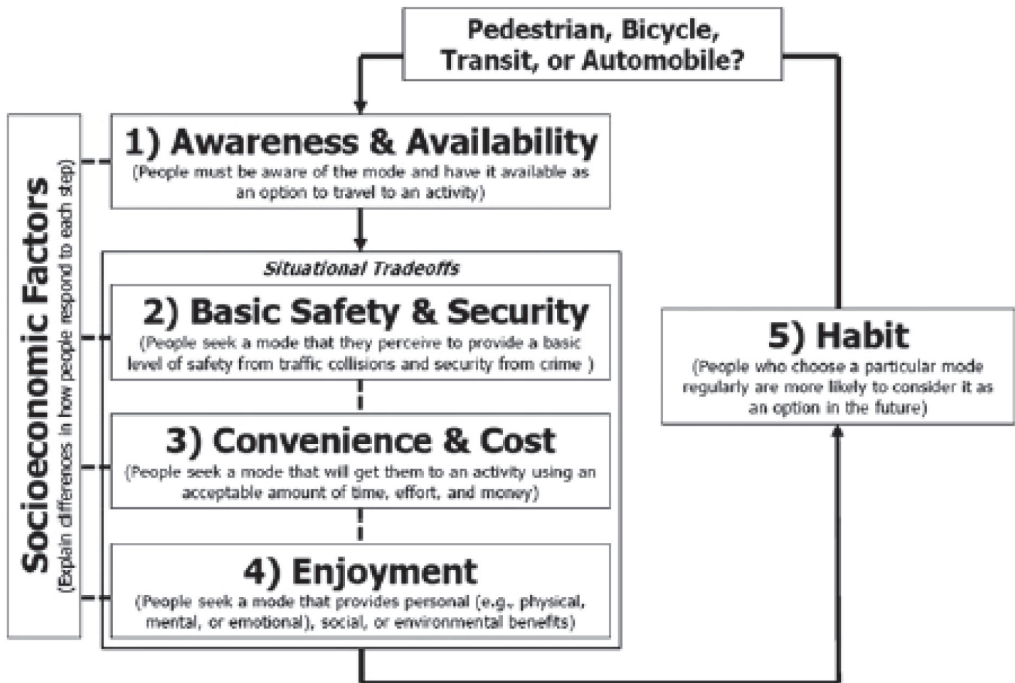 Pedestrian, Bicycle,
Transit, or Automobile?
Socioeconomic Factors
(Explain differences in how people respond to each step)
1) Awareness & Availability
(People must be aware of the mode and have it available as
an option to travel to an activity)
Situational Tradeoffs
2) Basic Safety & Security
(People seek a mode that they perceive to provide a basic
level of safety from traffic collisions and security from crime )
3) Convenience & Cost
(People seek a mode that will get them to an activity using an
acceptable amount of time, effort, and money)
4) Enjoyment
(People seek a mode that provides personal (e.g., physical,
mental, or emotional), social, or environmental benefits)
5) Habit
(People who choose a particular mode
regularly are more likely to consider it as
an option in the future)